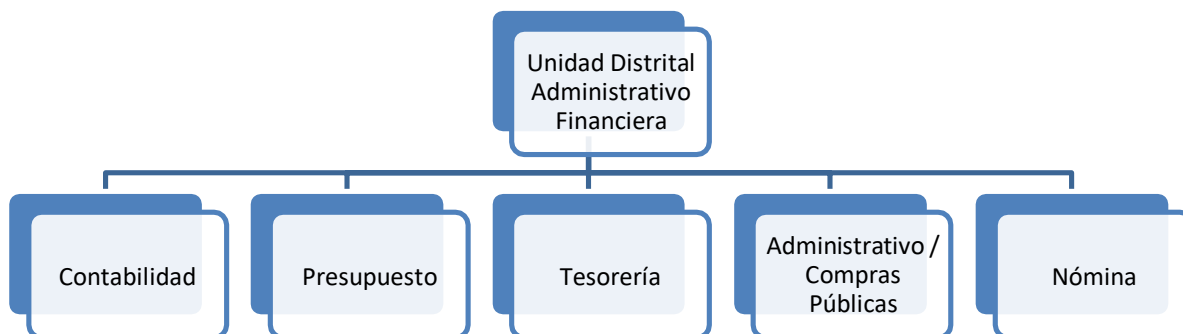 Unidad Distrital
Administrativo
Financiera
Contabilidad
Presupuesto
Tesorería
Administrativo /
Compras
Públicas
Nómina